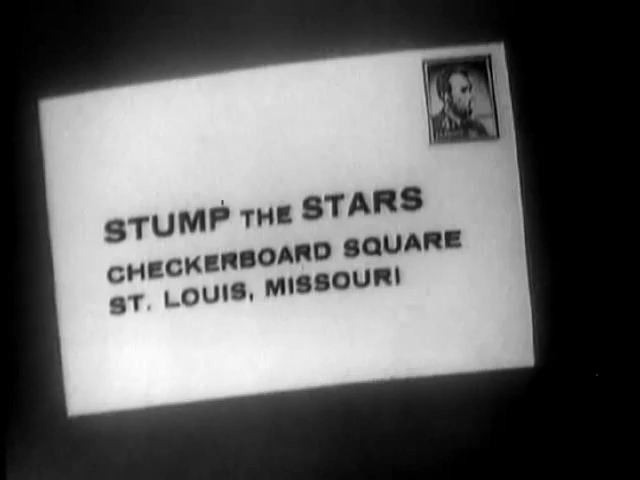 STUMP THE STARS
CHECKERBOARD SQUARE
ST. LOUIS, MISSOURI